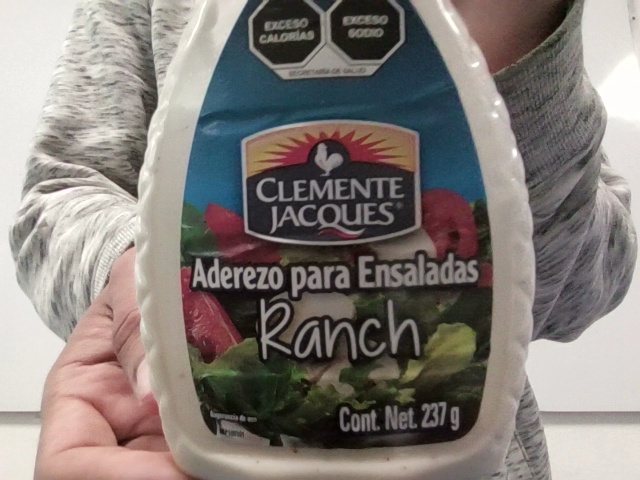 EXCESO CALORÍAS
EXCESO SODIO
SECRETARÍA DE SALUD
CLEMENTE
JACQUES®
Aderezo para Ensaladas
Ranch
Cont. Net. 237 g